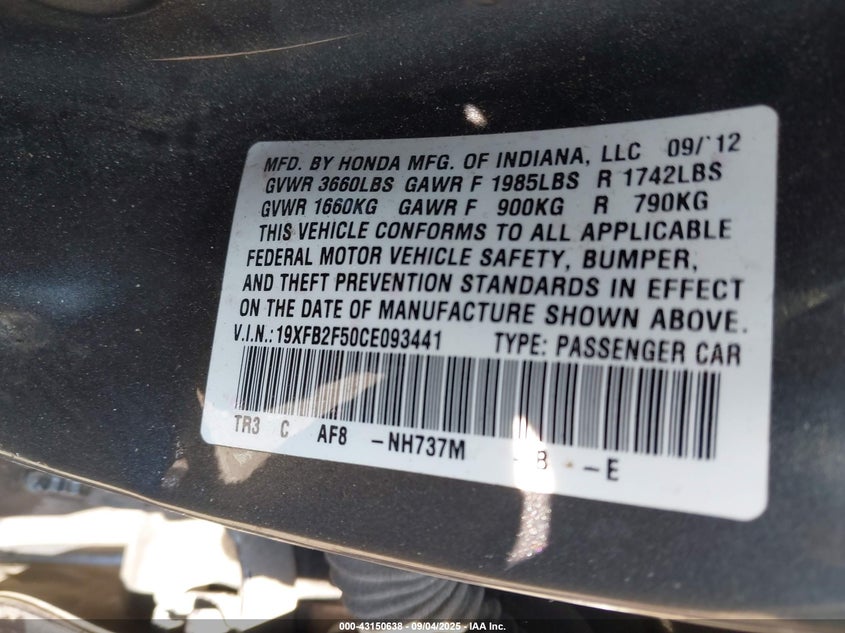 MFD. BY HONDA MFG. OF INDIANA, LLC 09/'12
GVWR 3660LBS GAWR F 1985LBS R 1742LBS
GVWR 1660KG GAWR F 900KG R 790KG
THIS VEHICLE CONFORMS TO ALL APPLICABLE
FEDERAL MOTOR VEHICLE SAFETY, BUMPER,
AND THEFT PREVENTION STANDARDS IN EFFECT
ON THE DATE OF MANUFACTURE SHOWN ABOVE.
V.I.N.: 19XFB2F50CE093441 TYPE: PASSENGER CAR
TR3 C AF8 -NH737M -B -E
000-43150638 - 09/04/2025 - IAA Inc.